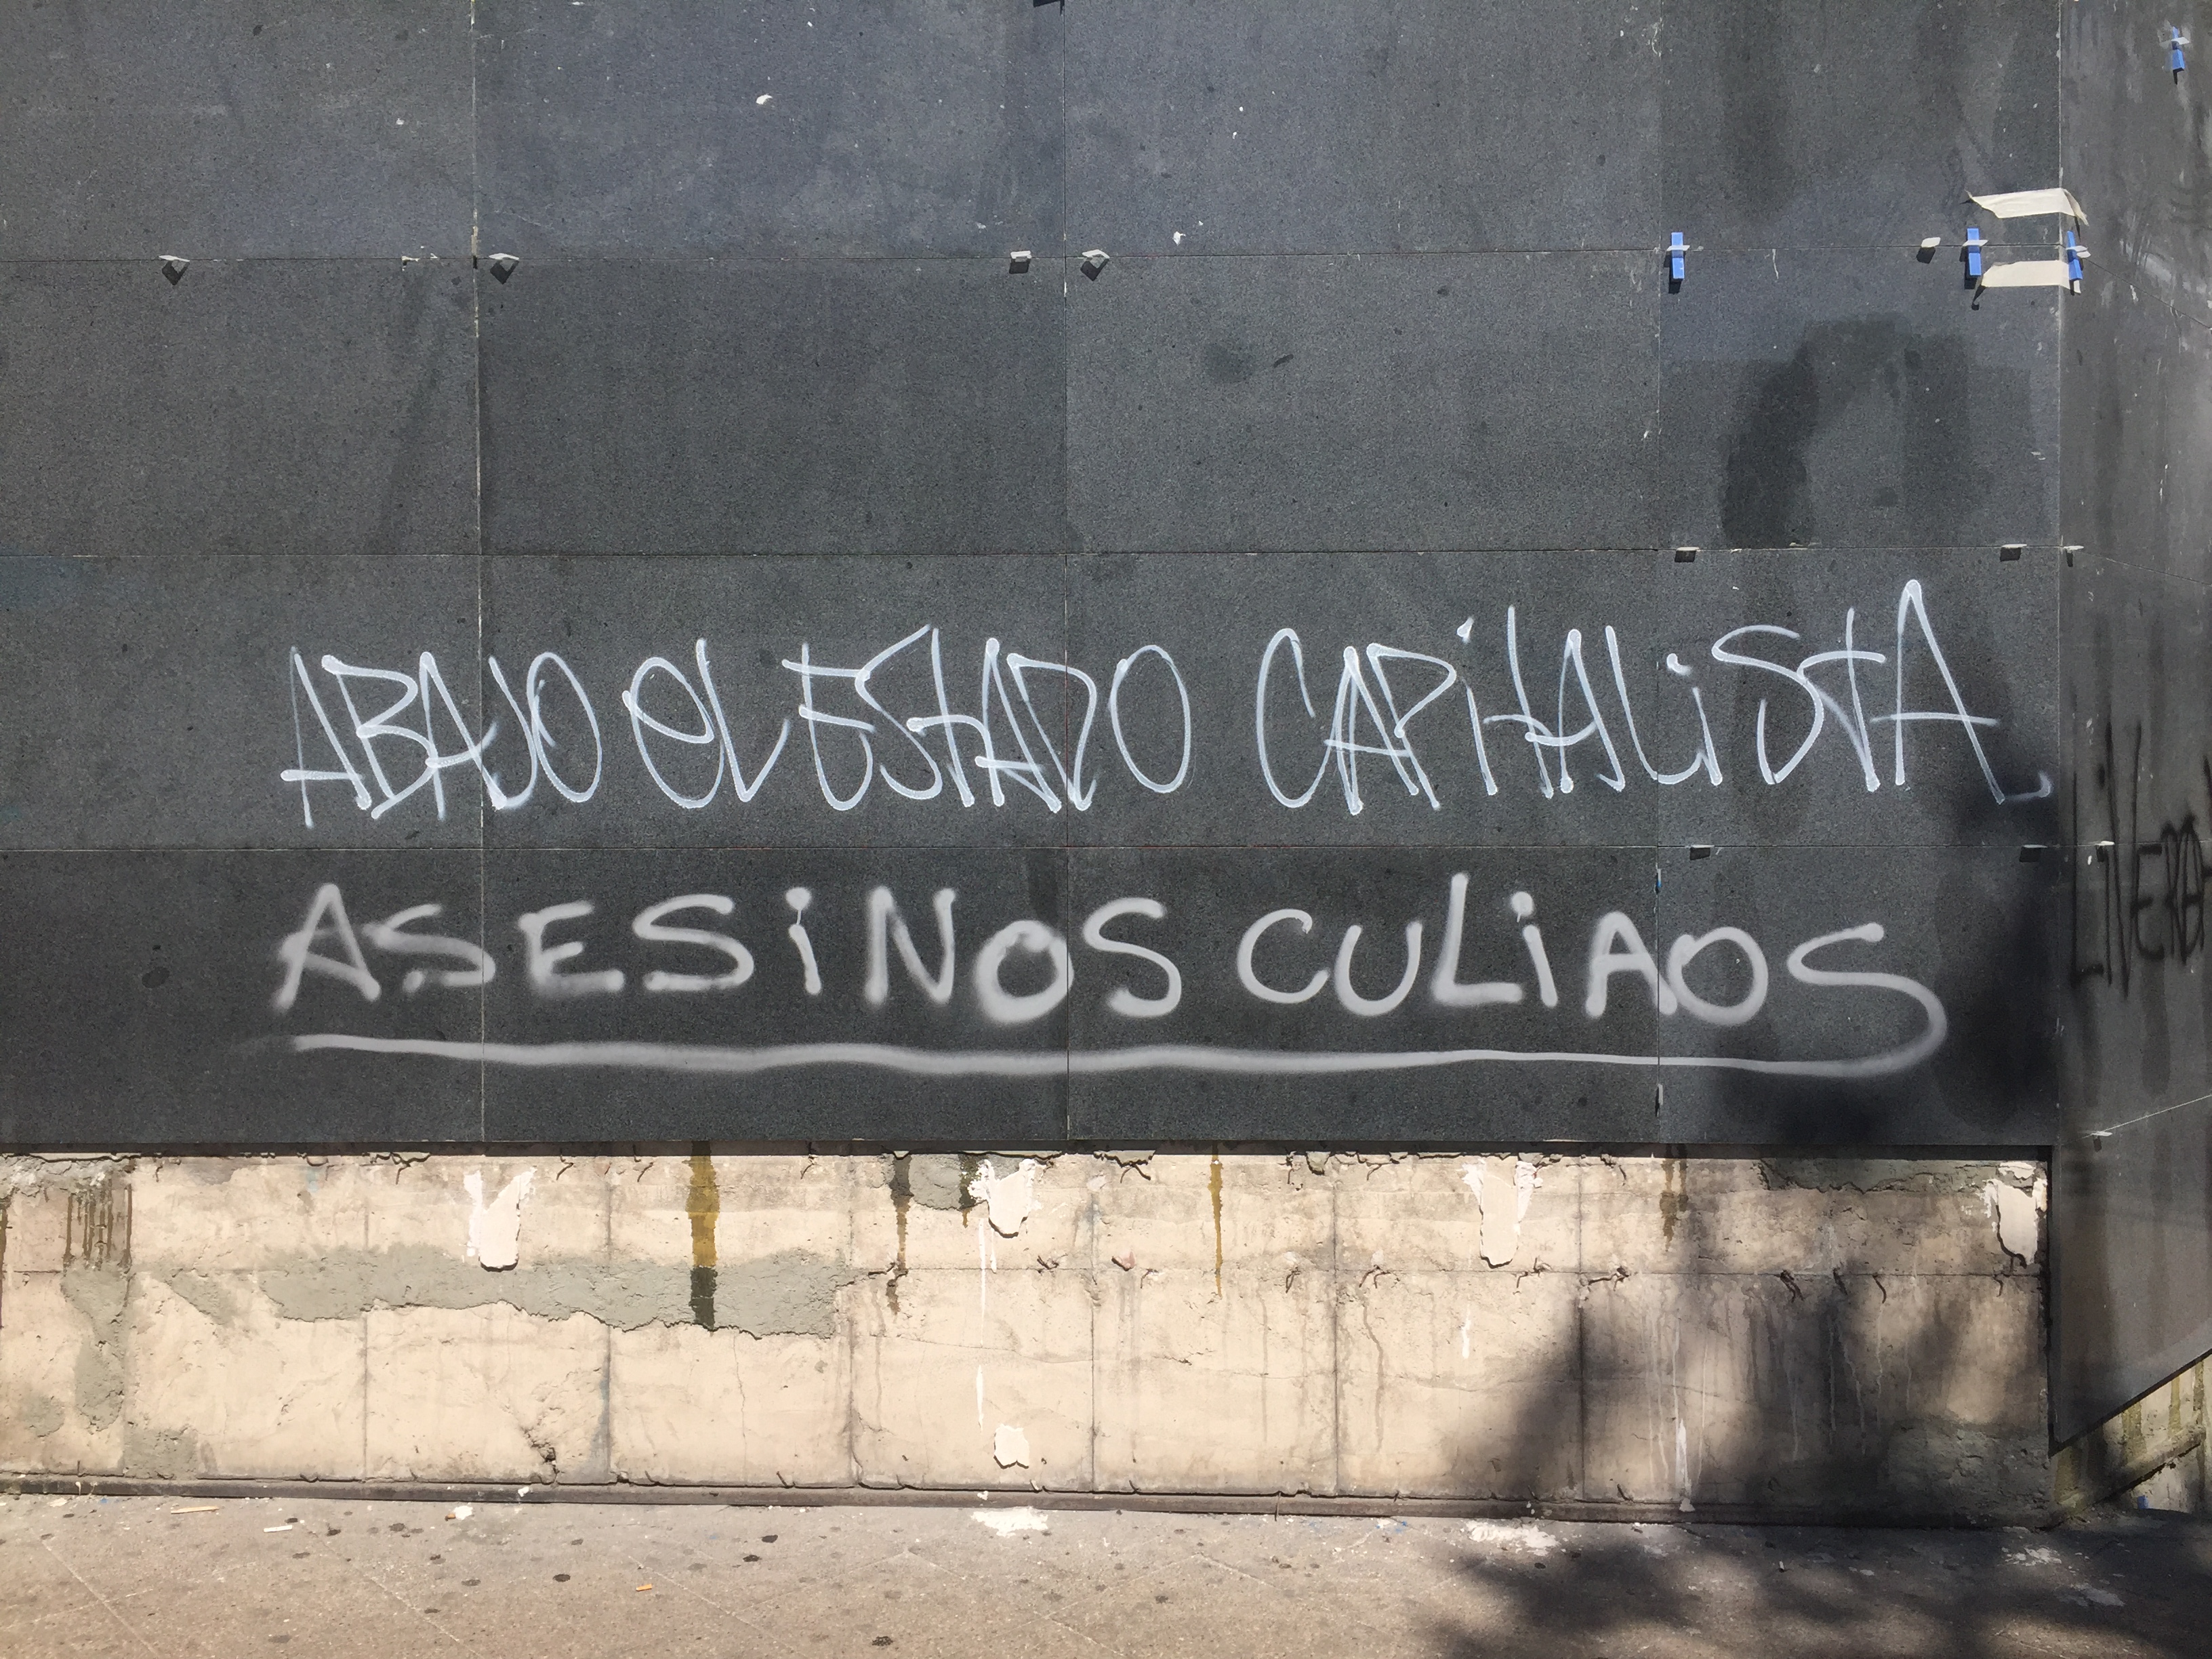 ABAJO EL ESTADO CAPITALISTA
ASESINOS CULIAOS